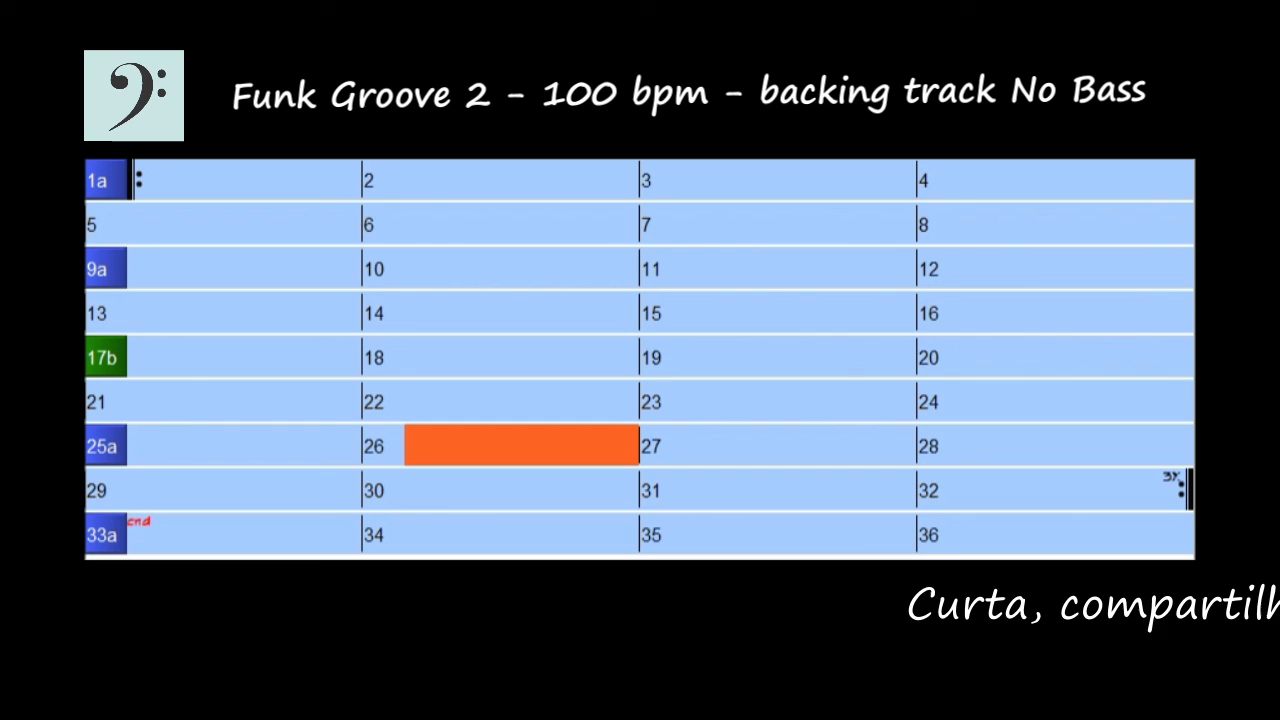 Funk Groove 2 - 100 bpm - backing track No Bass
1a 2 3 4
5 6 7 8
9a 10 11 12
13 14 15 16
17b 18 19 20
21 22 23 24
25a 26 27 28
29 30 31 32 3x
33a end 34 35 36
Curta, compartilh